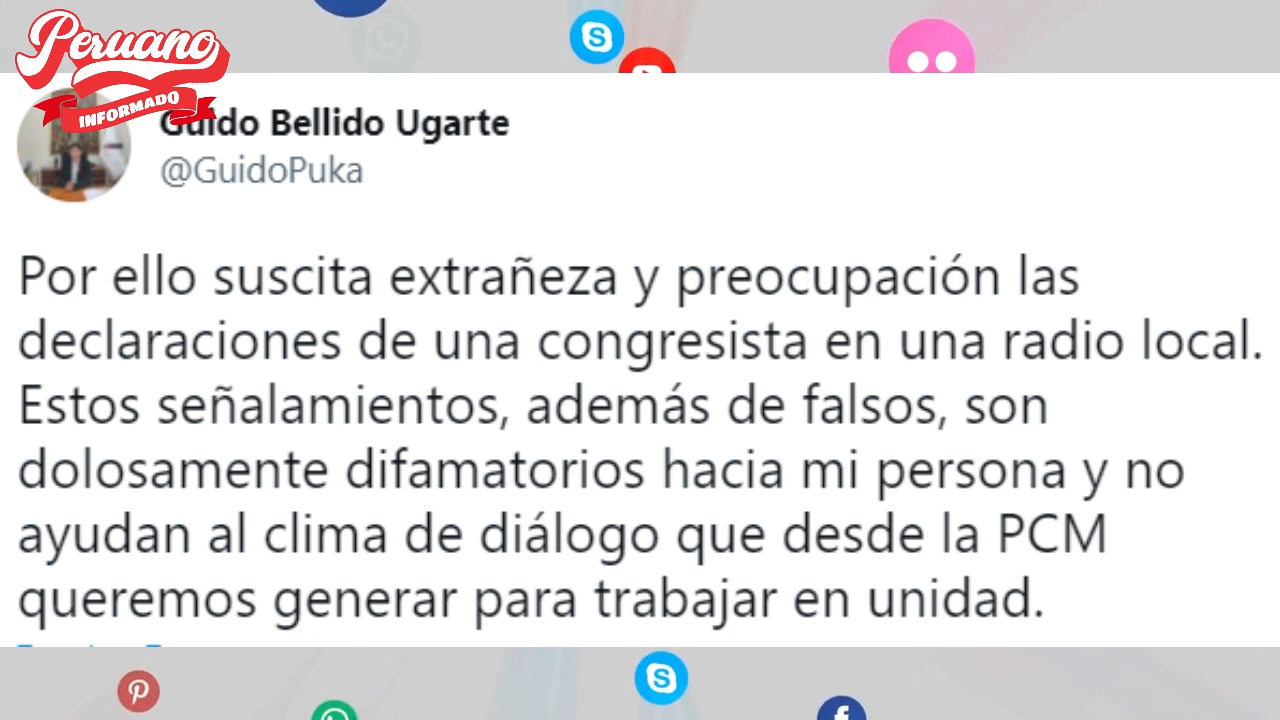 Peruano
INFORMADO
Guido Bellido Ugarte
@GuidoPuka
Por ello suscita extrañeza y preocupación las
declaraciones de una congresista en una radio local.
Estos señalamientos, además de falsos, son
dolosamente difamatorios hacia mi persona y no
ayudan al clima de diálogo que desde la PCM
queremos generar para trabajar en unidad.